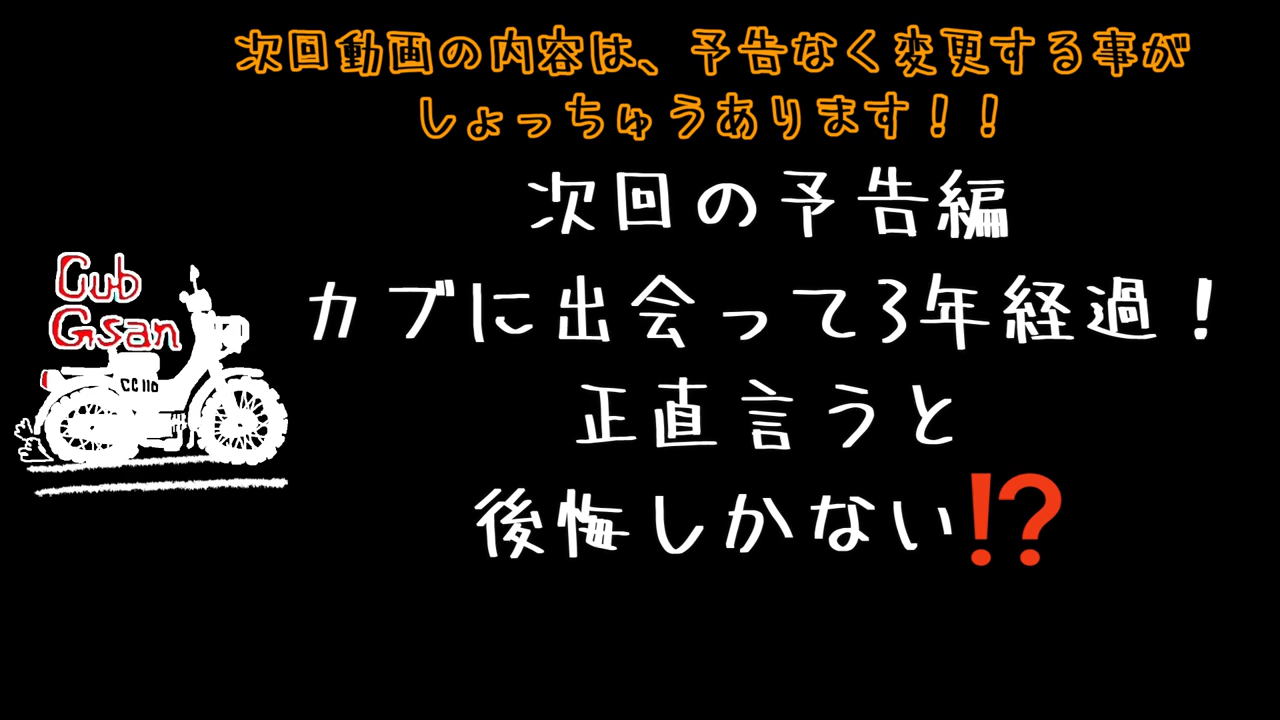 次回動画の内容は、予告なく変更する事が
しょっちゅうあります！！
次回の予告編
カブに出会って3年経過！
正直言うと
後悔しかない⁉
Cub
Gsan
CC110